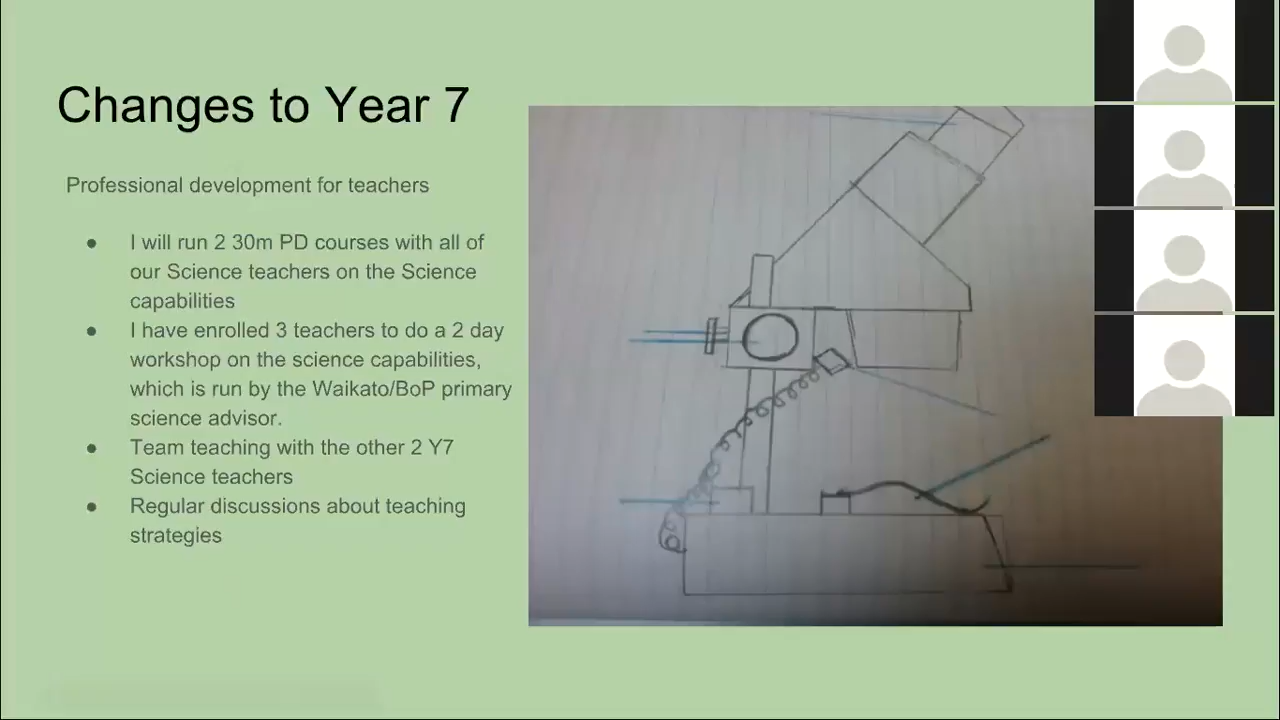 Changes to Year 7
Professional development for teachers
● I will run 2 30m PD courses with all of
our Science teachers on the Science
capabilities
● I have enrolled 3 teachers to do a 2 day
workshop on the science capabilities,
which is run by the Waikato/BoP primary
science advisor.
● Team teaching with the other 2 Y7
Science teachers
● Regular discussions about teaching
strategies